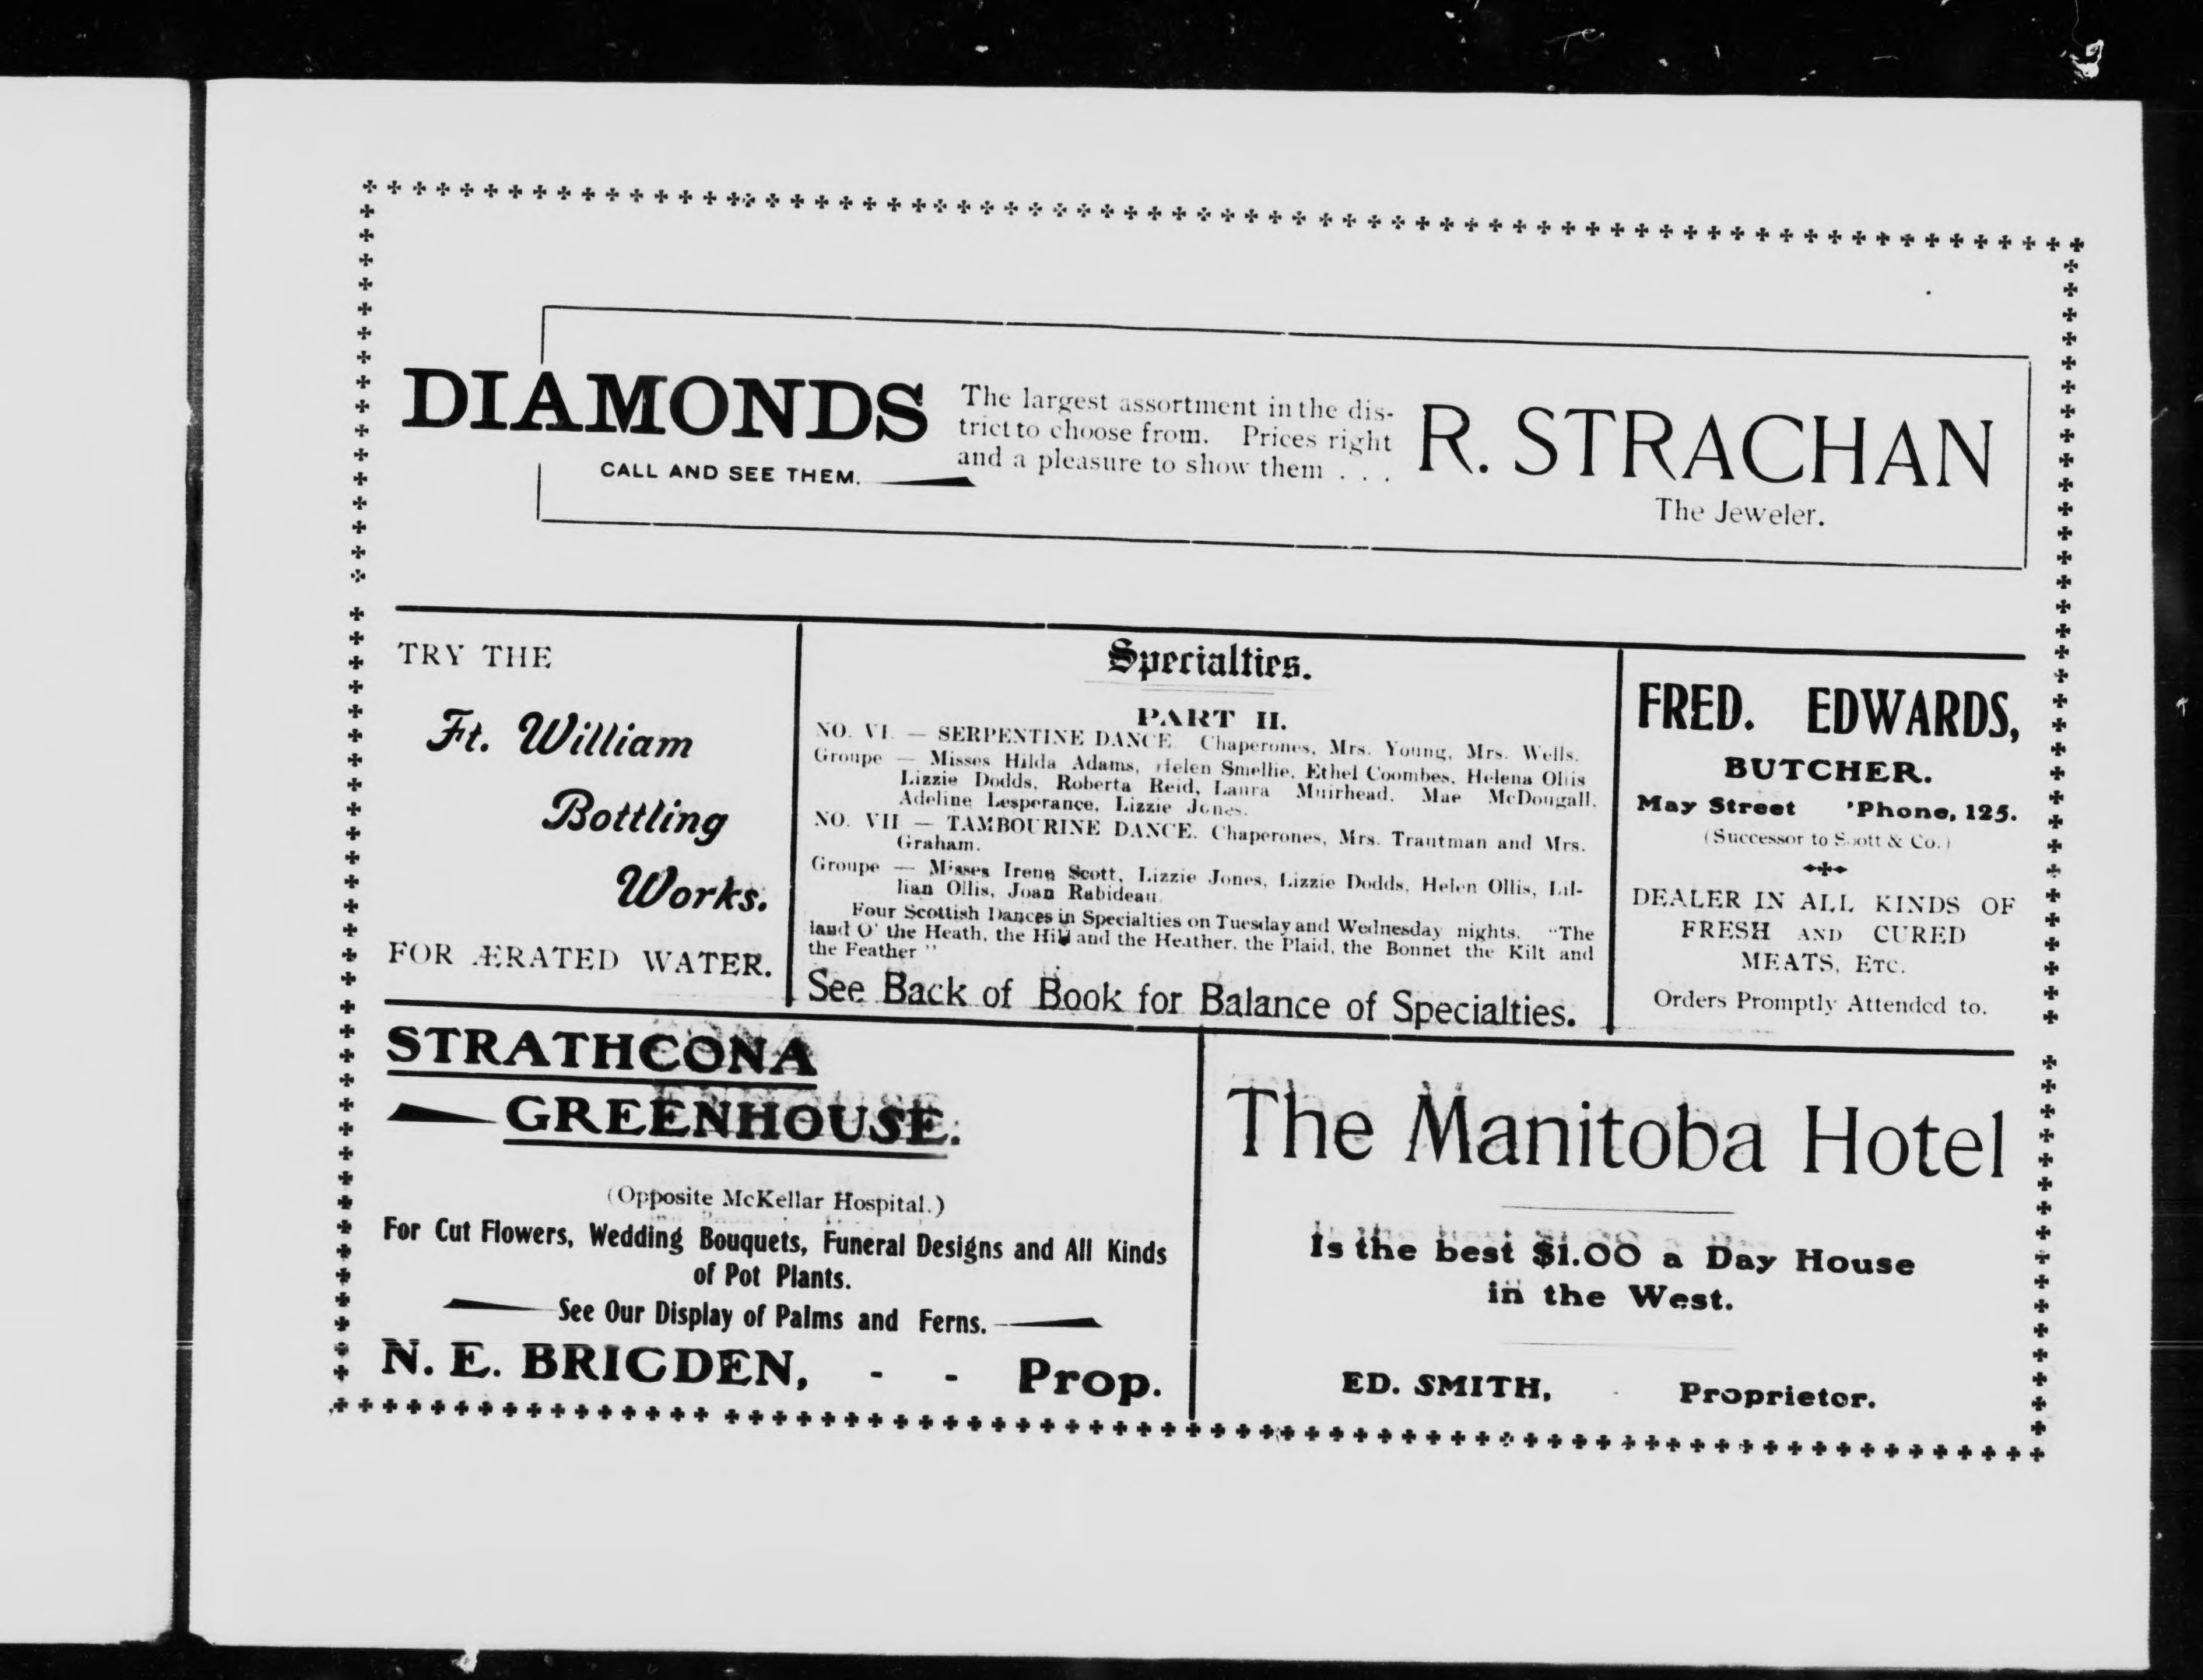 DIAMONDS
CALL AND SEE THEM.
The largest assortment in the dis-
trict to choose from. Prices right
and a pleasure to show them . . .
R. STRACHAN
The Jeweler.
TRY THE
Ft. William
Bottling
Works.
FOR ÆRATED WATER.
Specialties.
PART II.
NO. VI. — SERPENTINE DANCE. Chaperones, Mrs. Young, Mrs. Wells.
Groupe — Misses Hilda Adams, Helen Smellie, Ethel Coombes, Helena Ollis
Lizzie Dodds, Roberta Reid, Laura Muirhead, Mae McDougall,
Adeline Lesperance, Lizzie Jones.
NO. VII — TAMBOURINE DANCE. Chaperones, Mrs. Trautman and Mrs.
Graham.
Groupe — Misses Irene Scott, Lizzie Jones, Lizzie Dodds, Helen Ollis, Lil-
lian Ollis, Joan Rabideau.
Four Scottish Dances in Specialties on Tuesday and Wednesday nights. "The
land O' the Heath, the Hill and the Heather, the Plaid, the Bonnet the Kilt and
the Feather"
See Back of Book for Balance of Specialties.
FRED. EDWARDS,
BUTCHER.
May Street 'Phone, 125.
(Successor to Scott & Co.)
DEALER IN ALL KINDS OF
FRESH AND CURED
MEATS, ETC.
Orders Promptly Attended to.
STRATHCONA
GREENHOUSE.
(Opposite McKellar Hospital.)
For Cut Flowers, Wedding Bouquets, Funeral Designs and All Kinds
of Pot Plants.
See Our Display of Palms and Ferns.
N. E. BRIGDEN, - - Prop.
The Manitoba Hotel
Is the best $1.00 a Day House
in the West.
ED. SMITH, - Proprietor.